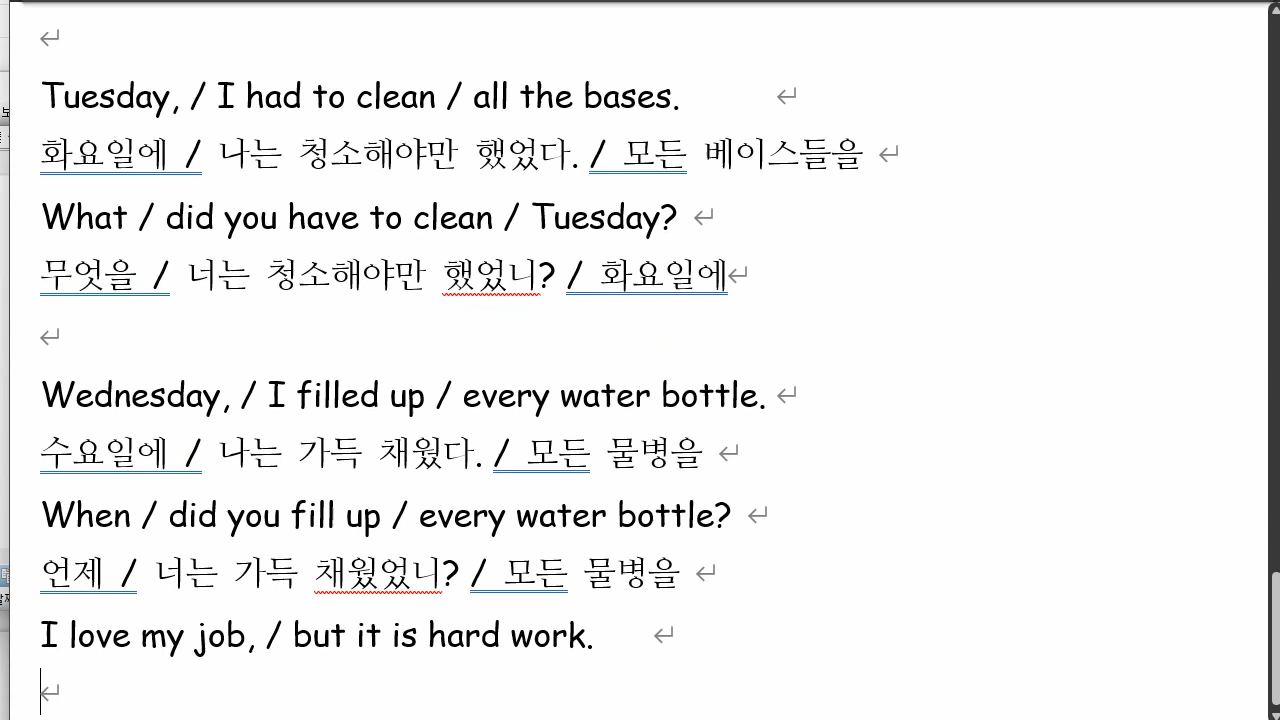 Tuesday, / I had to clean / all the bases.
화요일에 / 나는 청소해야만 했었다. / 모든 베이스들을
What / did you have to clean / Tuesday?
무엇을 / 너는 청소해야만 했었니? / 화요일에
Wednesday, / I filled up / every water bottle.
수요일에 / 나는 가득 채웠다. / 모든 물병을
When / did you fill up / every water bottle?
언제 / 너는 가득 채웠었니? / 모든 물병을
I love my job, / but it is hard work.